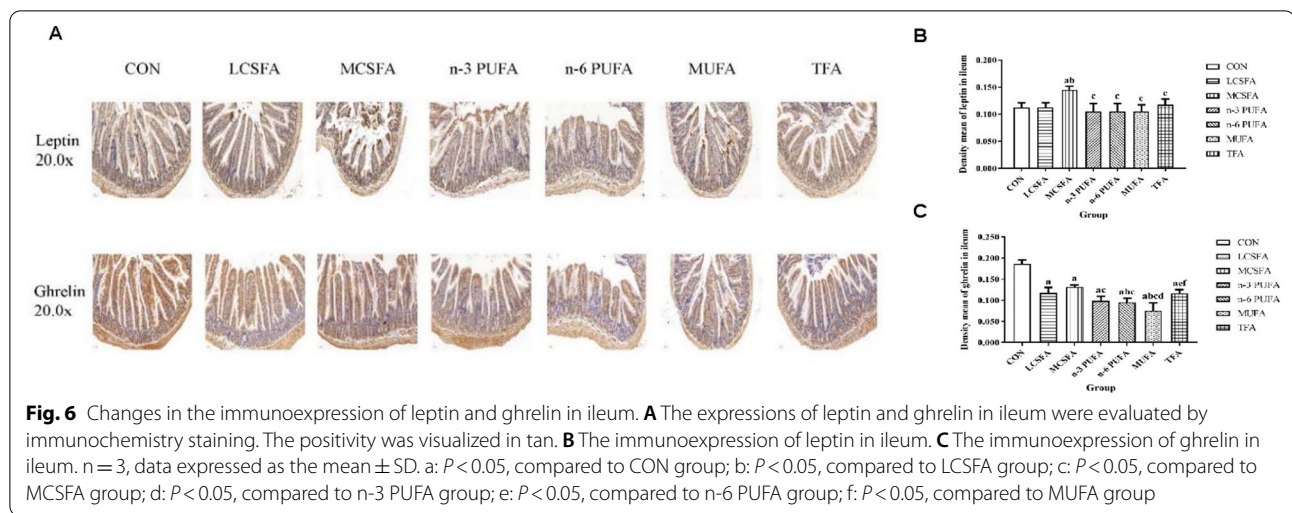 A
CON LCSFA MCSFA n-3 PUFA n-6 PUFA MUFA TFA
Leptin
20.0x
Ghrelin
20.0x
B
Density mean of leptin in ileum
0.200
0.150
0.100
0.050
0.000
ab
c
c
c
c
CON
LCSFA
MCSFA
n-3 PUFA
n-6 PUFA
MUFA
TFA
Group
CON
LCSFA
MCSFA
n-3 PUFA
n-6 PUFA
MUFA
TFA
C
Density mean of ghrelin in ileum
0.250
0.200
0.150
0.100
0.050
0.000
a
a
ac
abc
abcd
aef
CON
LCSFA
MCSFA
n-3 PUFA
n-6 PUFA
MUFA
TFA
Group
CON
LCSFA
MCSFA
n-3 PUFA
n-6 PUFA
MUFA
TFA
Fig. 6 Changes in the immunoexpression of leptin and ghrelin in ileum. A The expressions of leptin and ghrelin in ileum were evaluated by
immunochemistry staining. The positivity was visualized in tan. B The immunoexpression of leptin in ileum. C The immunoexpression of ghrelin in
ileum. n = 3, data expressed as the mean ± SD. a: P < 0.05, compared to CON group; b: P < 0.05, compared to LCSFA group; c: P < 0.05, compared to
MCSFA group; d: P < 0.05, compared to n-3 PUFA group; e: P < 0.05, compared to n-6 PUFA group; f: P < 0.05, compared to MUFA group